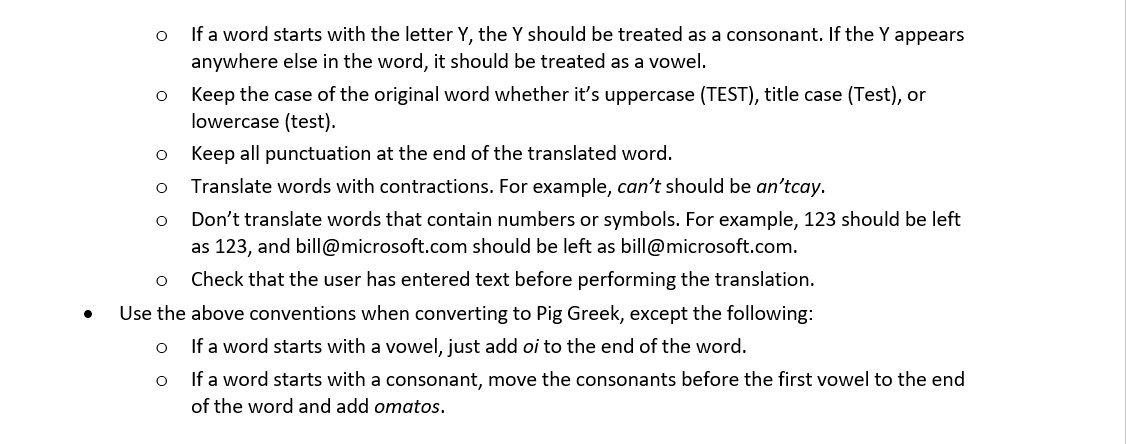 o If a word starts with the letter Y, the Y should be treated as a consonant. If the Y appears
anywhere else in the word, it should be treated as a vowel.
o Keep the case of the original word whether it’s uppercase (TEST), title case (Test), or
lowercase (test).
o Keep all punctuation at the end of the translated word.
o Translate words with contractions. For example, can’t should be an’tcay.
o Don’t translate words that contain numbers or symbols. For example, 123 should be left
as 123, and bill@microsoft.com should be left as bill@microsoft.com.
o Check that the user has entered text before performing the translation.
• Use the above conventions when converting to Pig Greek, except the following:
o If a word starts with a vowel, just add oi to the end of the word.
o If a word starts with a consonant, move the consonants before the first vowel to the end
of the word and add omatos.